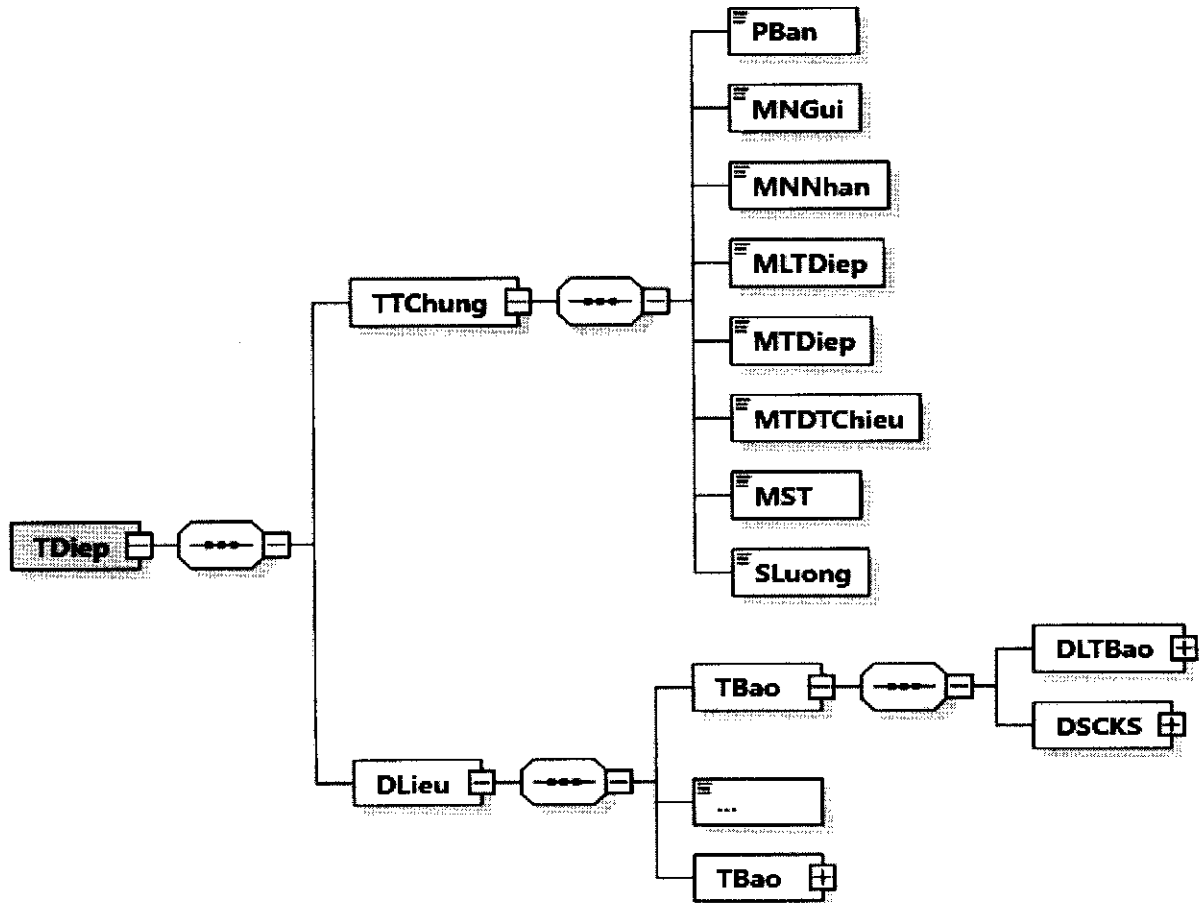 PBan
MNGui
MNNhan
MLTDiep
TTChung
MTDiep
MTDTChieu
MST
TDiep
SLuong
DLTBao
TBao
DSCKS
DLieu
...
TBao